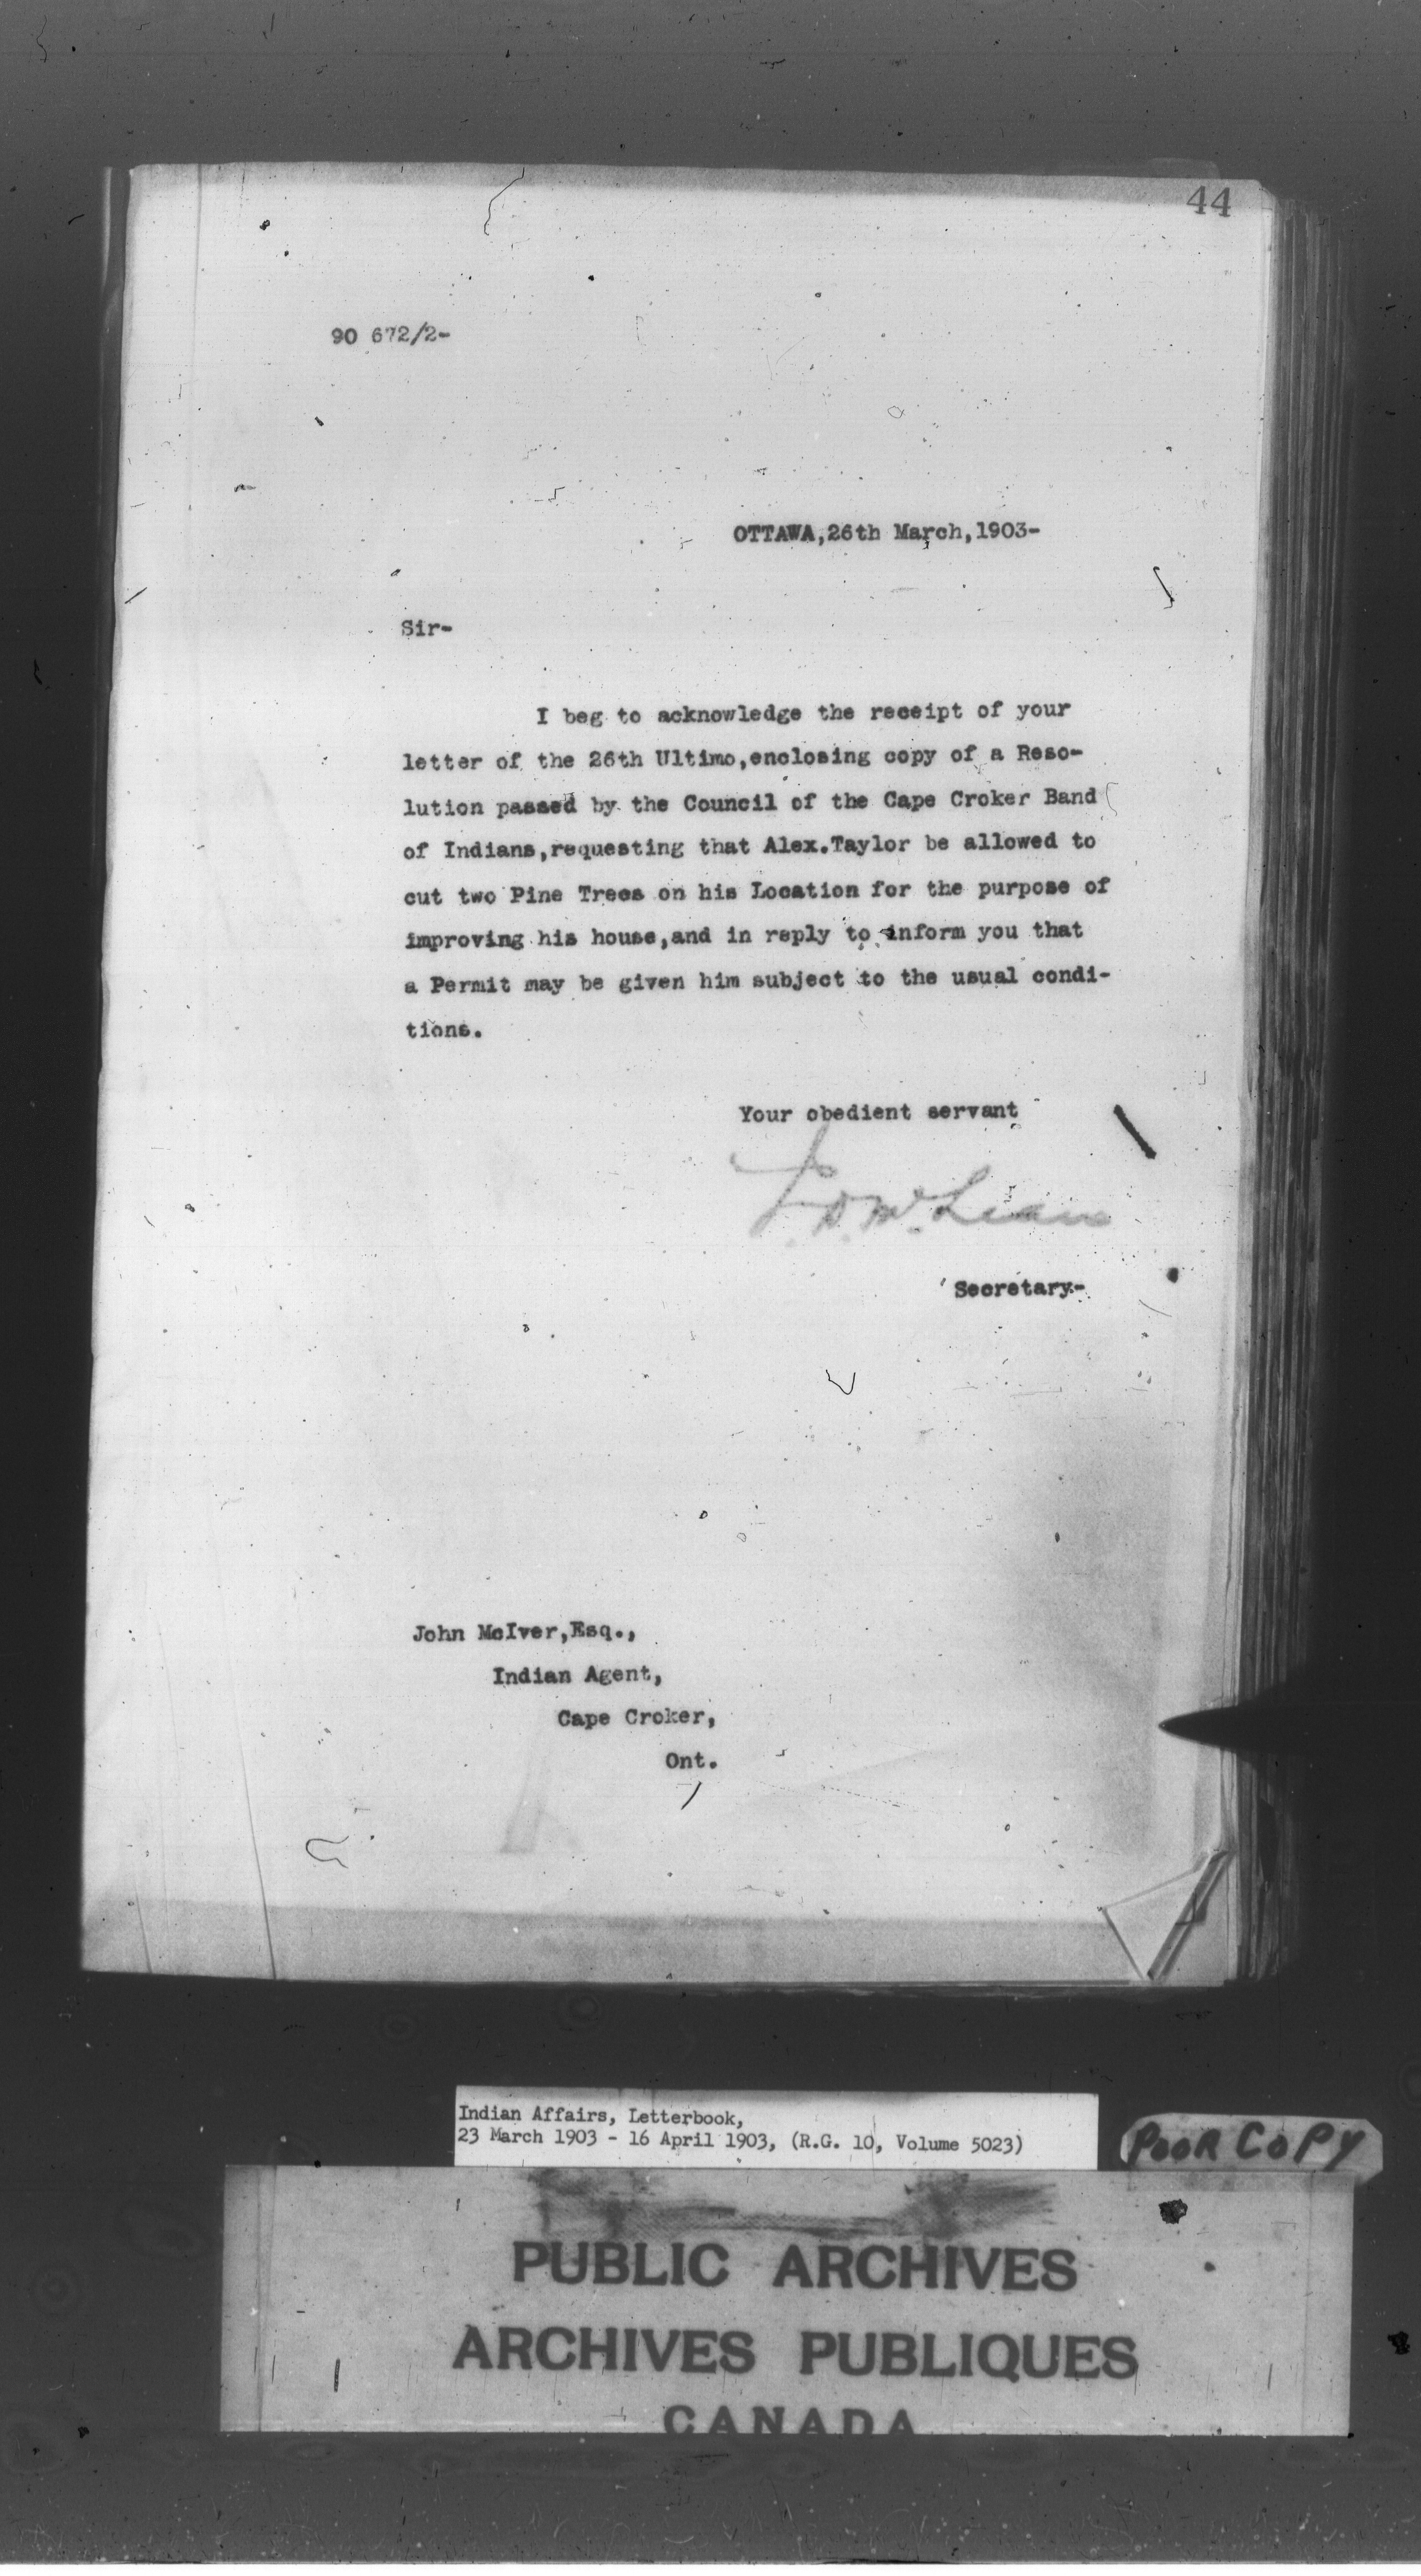 44
90 672/2-
OTTAWA,26th March,1903-
Sir-
I beg to acknowledge the receipt of your
letter of the 26th Ultimo,enclosing copy of a Reso-
lution passed by the Council of the Cape Croker Band
of Indians,requesting that Alex.Taylor be allowed to
cut two Pine Trees on his Location for the purpose of
improving his house,and in reply to inform you that
a Permit may be given him subject to the usual condi-
tions.
Your obedient servant
J. D. McLean
Secretary-
John McIver,Esq.,
Indian Agent,
Cape Croker,
Ont.
Indian Affairs, Letterbook,
23 March 1903 - 16 April 1903, (R.G. 10, Volume 5023)
POOR COPY
PUBLIC ARCHIVES
ARCHIVES PUBLIQUES
CANADA